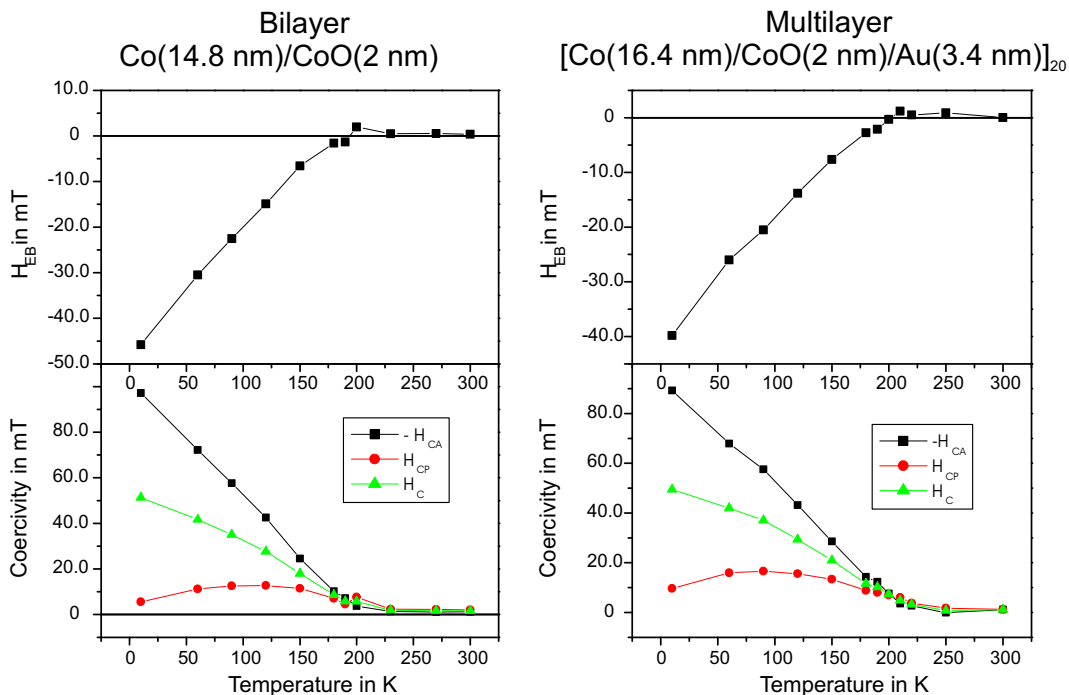 Bilayer
Co(14.8 nm)/CoO(2 nm)
10.0
0
-10.0
-20.0
-30.0
-40.0
-50.0
H_EB in mT
0 50 100 150 200 250 300
80.0
60.0
40.0
20.0
0
Coercivity in mT
- H_CA
H_CP
H_C
0 50 100 150 200 250 300
Temperature in K
Multilayer
[Co(16.4 nm)/CoO(2 nm)/Au(3.4 nm)]_20
0
-10.0
-20.0
-30.0
-40.0
H_EB in mT
0 50 100 150 200 250 300
80.0
60.0
40.0
20.0
0
Coercivity in mT
-H_CA
H_CP
H_C
0 50 100 150 200 250 300
Temperature in K